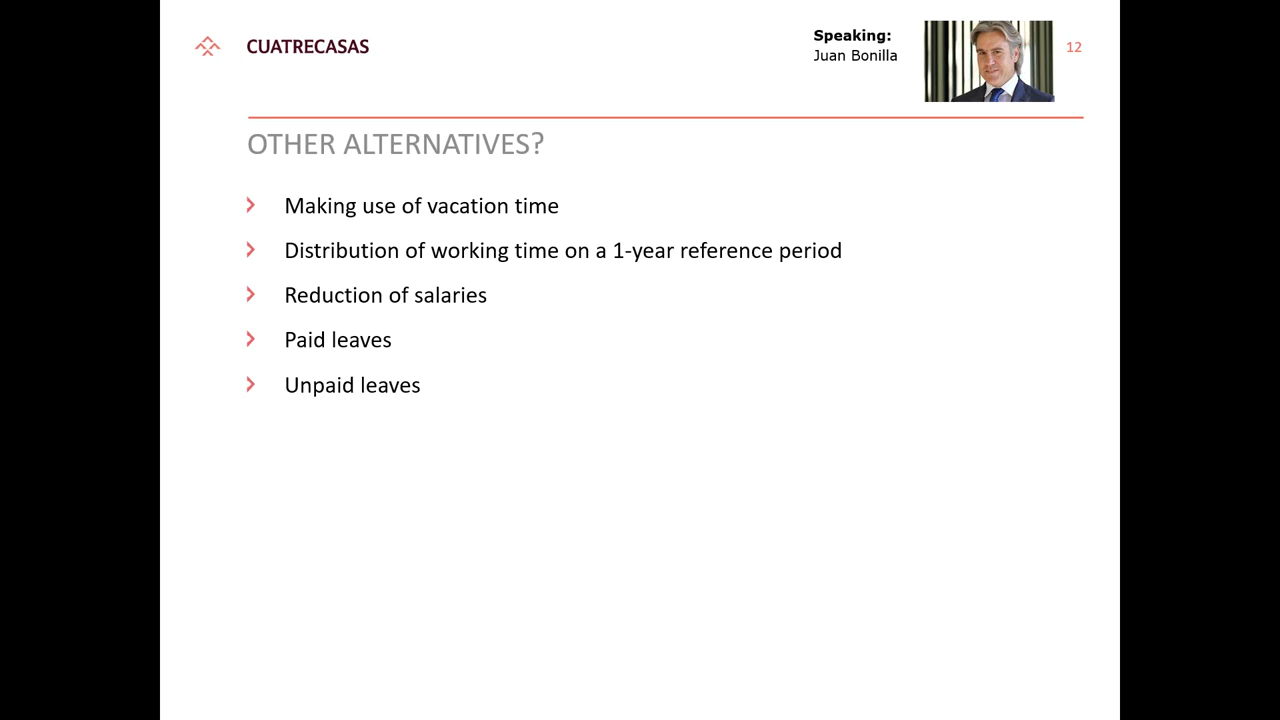 CUATRECASAS
Speaking:
Juan Bonilla
12
OTHER ALTERNATIVES?
Making use of vacation time
Distribution of working time on a 1-year reference period
Reduction of salaries
Paid leaves
Unpaid leaves